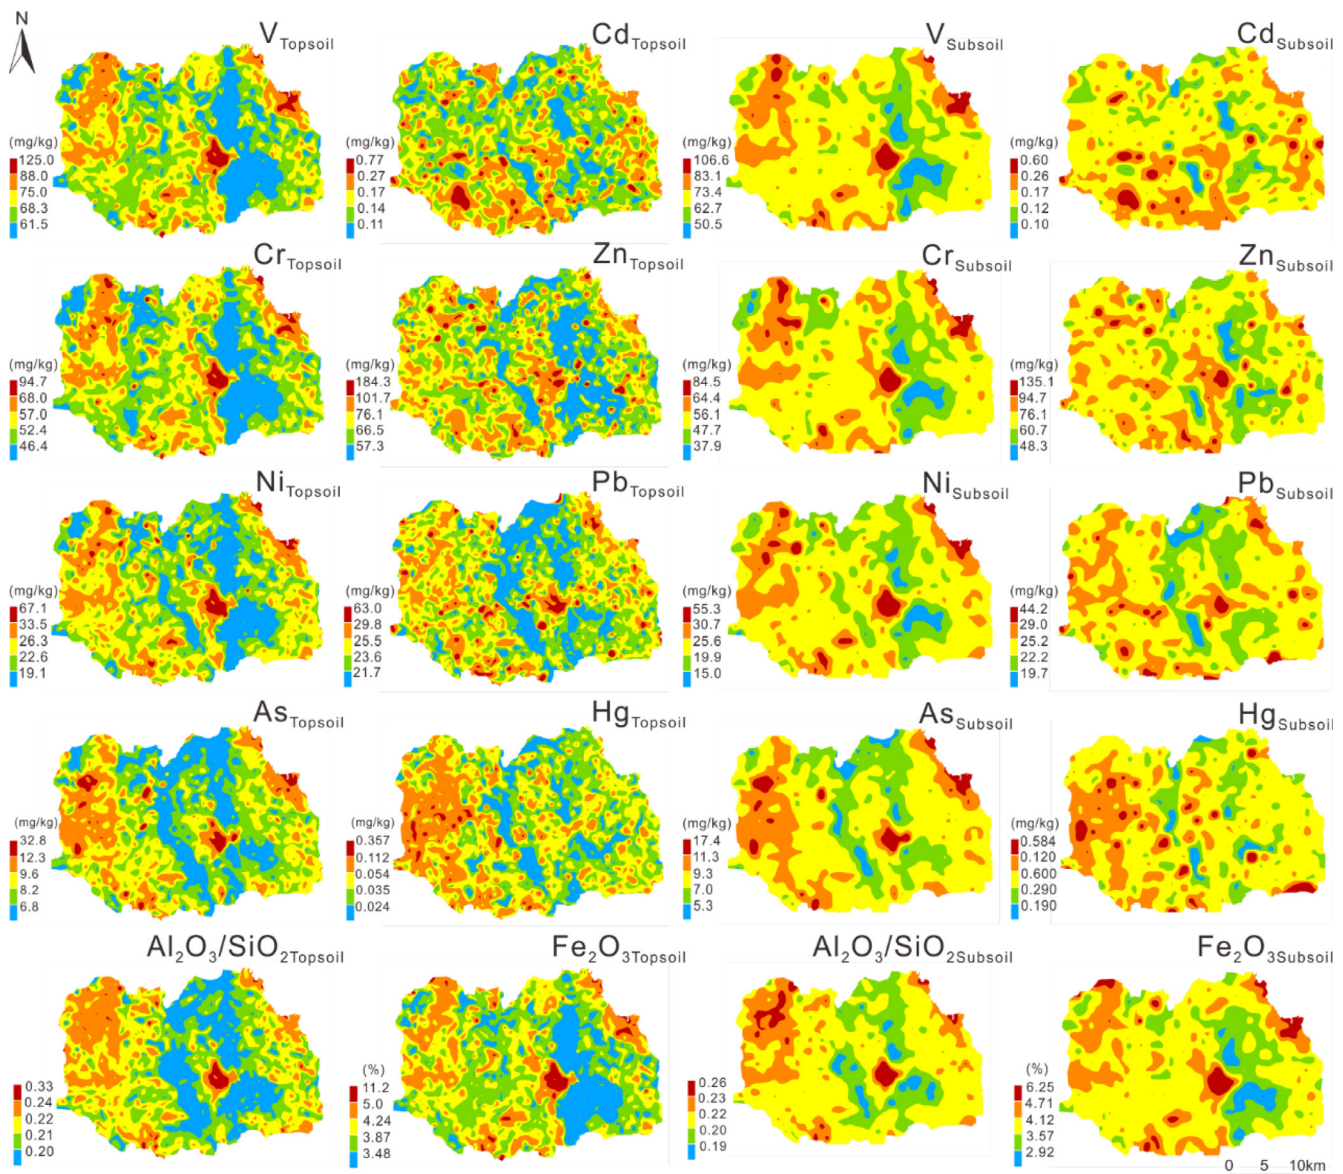 N
V Topsoil
(mg/kg)
125.0
88.0
75.0
68.3
61.5
Cd Topsoil
(mg/kg)
0.77
0.27
0.17
0.14
0.11
V Subsoil
(mg/kg)
106.6
83.1
73.4
62.7
50.5
Cd Subsoil
(mg/kg)
0.60
0.26
0.17
0.12
0.10
Cr Topsoil
(mg/kg)
94.7
68.0
57.0
52.4
46.4
Zn Topsoil
(mg/kg)
184.3
101.7
76.1
66.5
57.3
Cr Subsoil
(mg/kg)
84.5
64.4
56.1
47.7
37.9
Zn Subsoil
(mg/kg)
135.1
94.7
76.1
60.7
48.3
Ni Topsoil
(mg/kg)
67.1
33.5
26.3
22.6
19.1
Pb Topsoil
(mg/kg)
63.0
29.8
25.5
23.6
21.7
Ni Subsoil
(mg/kg)
55.3
30.7
25.6
19.9
15.0
Pb Subsoil
(mg/kg)
44.2
29.0
25.2
22.2
19.7
As Topsoil
(mg/kg)
32.8
12.3
9.6
8.2
6.8
Hg Topsoil
(mg/kg)
0.357
0.112
0.054
0.035
0.024
As Subsoil
(mg/kg)
17.4
11.3
9.3
7.0
5.3
Hg Subsoil
(mg/kg)
0.584
0.120
0.600
0.290
0.190
Al₂O₃/SiO₂Topsoil
0.33
0.24
0.22
0.21
0.20
Fe₂O₃Topsoil
(%)
11.2
5.0
4.24
3.87
3.48
Al₂O₃/SiO₂Subsoil
0.26
0.23
0.22
0.20
0.19
Fe₂O₃Subsoil
(%)
6.25
4.71
4.12
3.57
2.92
0 5 10km